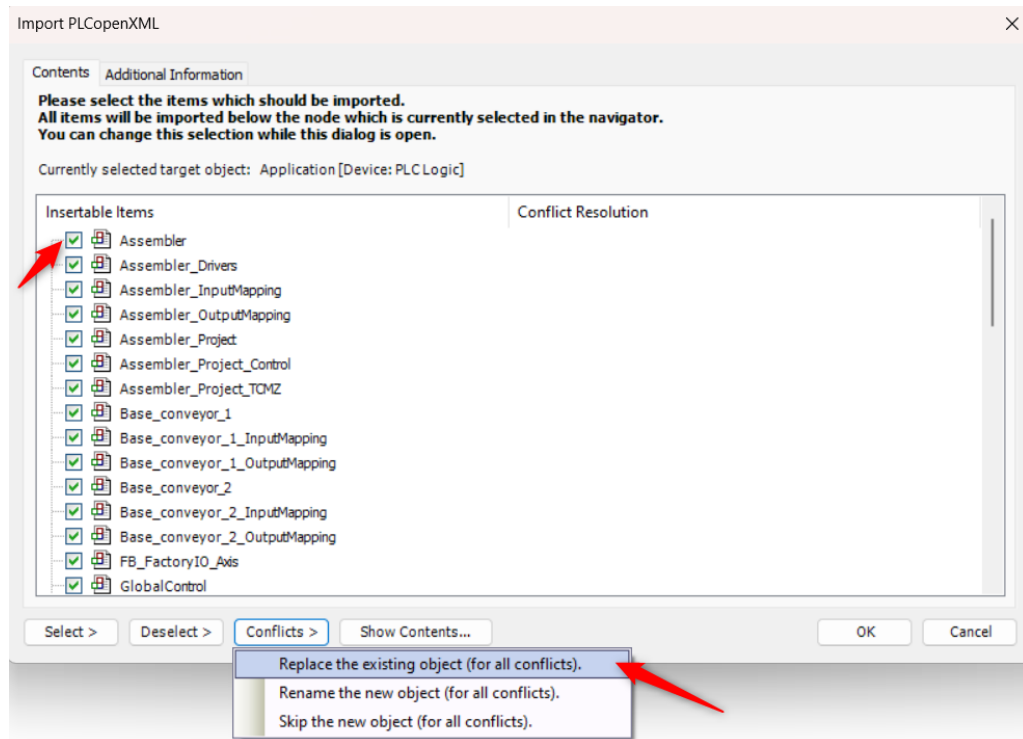 Import PLCopenXML
Contents Additional Information
Please select the items which should be imported.
All items will be imported below the node which is currently selected in the navigator.
You can change this selection while this dialog is open.
Currently selected target object: Application [Device: PLC Logic]
Insertable Items Conflict Resolution
Assembler
Assembler_Drivers
Assembler_InputMapping
Assembler_OutputMapping
Assembler_Project
Assembler_Project_Control
Assembler_Project_TCMZ
Base_conveyor_1
Base_conveyor_1_InputMapping
Base_conveyor_1_OutputMapping
Base_conveyor_2
Base_conveyor_2_InputMapping
Base_conveyor_2_OutputMapping
FB_FactoryIO_Axis
GlobalControl
Select > Deselect > Conflicts > Show Contents... OK Cancel
Replace the existing object (for all conflicts).
Rename the new object (for all conflicts).
Skip the new object (for all conflicts).